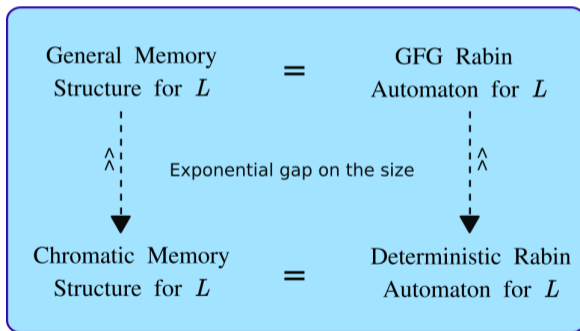 General Memory
Structure for L
=
GFG Rabin
Automaton for L
<<
Exponential gap on the size
<<
Chromatic Memory
Structure for L
=
Deterministic Rabin
Automaton for L